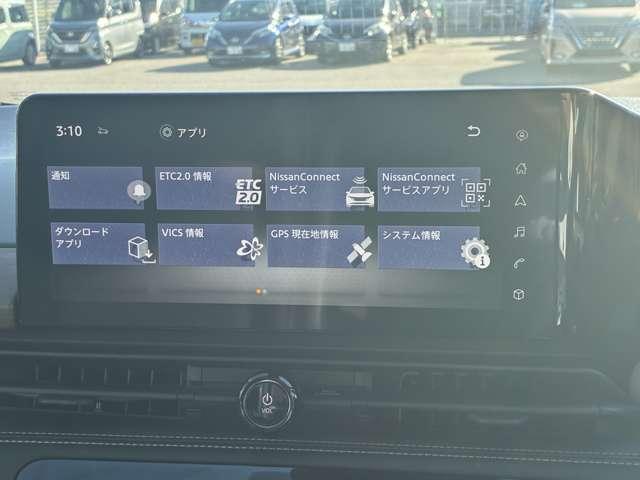 3:10
アプリ
通知
ETC2.0 情報
ETC
2.0
NissanConnect
サービス
NissanConnect
サービスアプリ
ダウンロード
アプリ
VICS 情報
GPS 現在地情報
システム情報
VOL